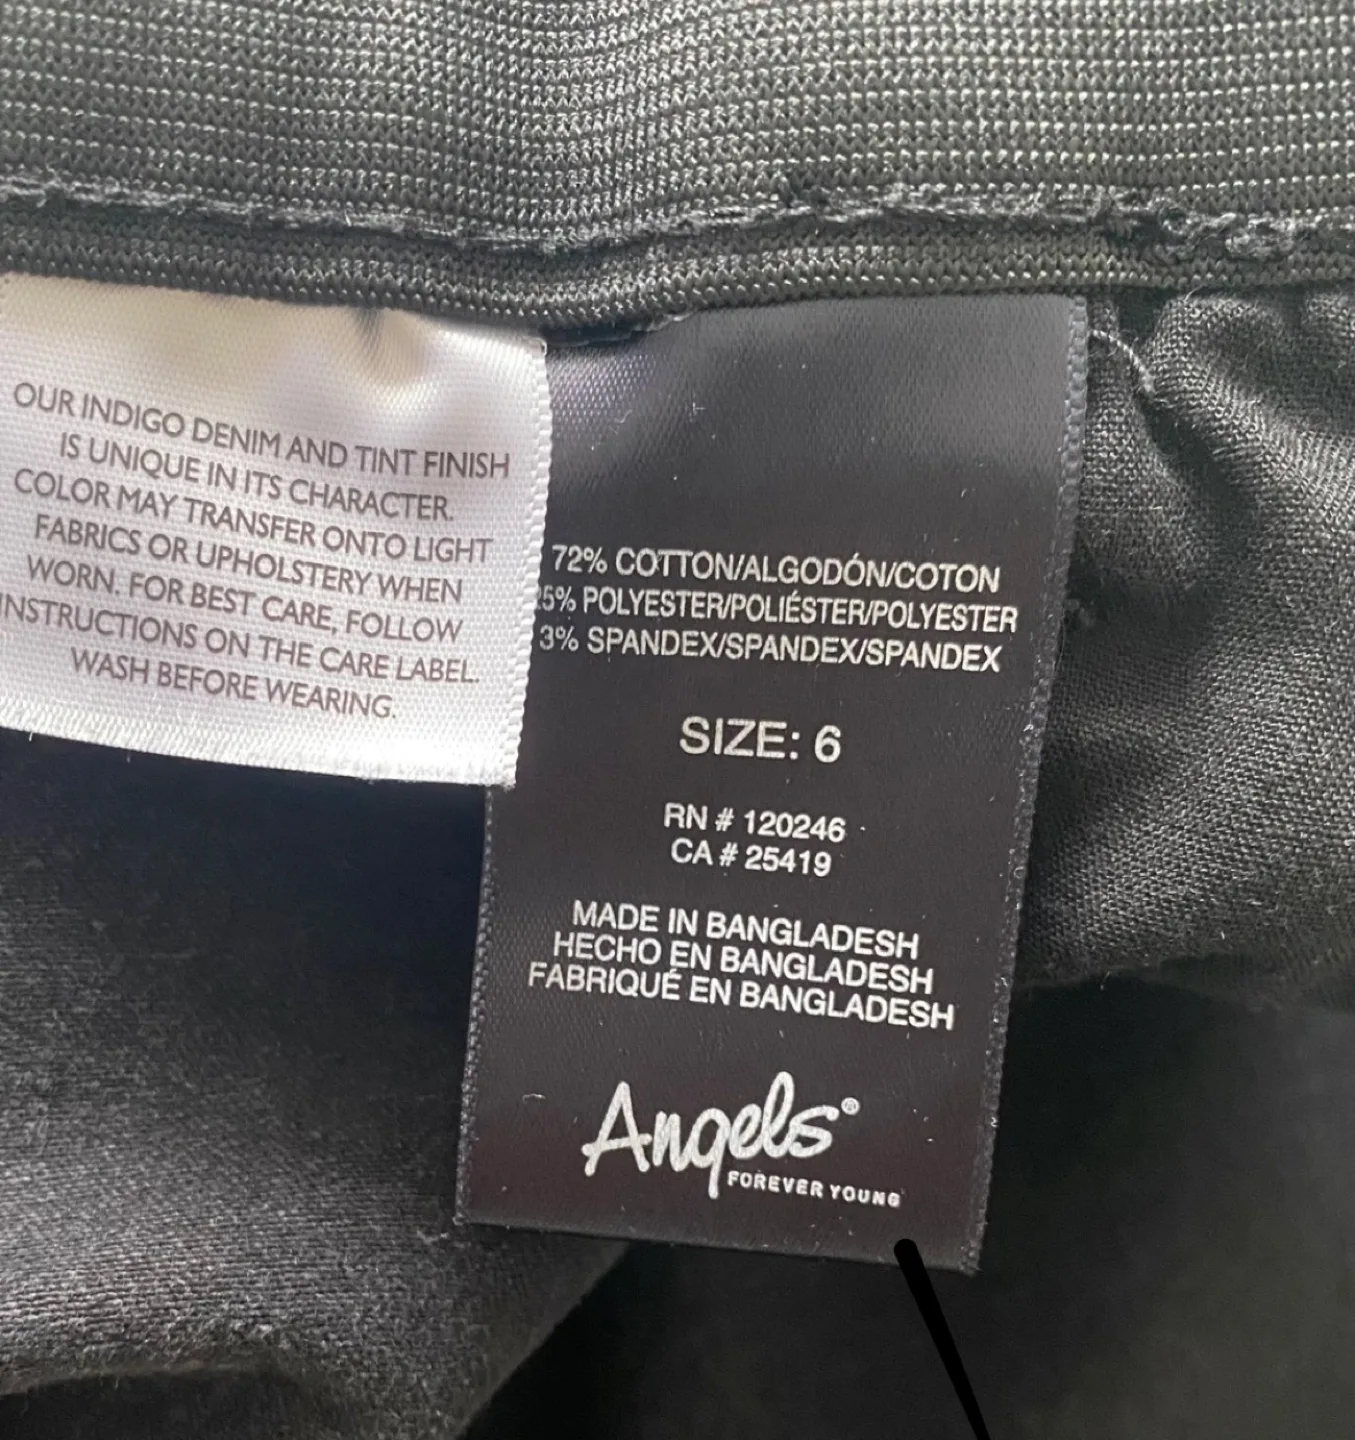 OUR INDIGO DENIM AND TINT FINISH
IS UNIQUE IN ITS CHARACTER.
COLOR MAY TRANSFER ONTO LIGHT
FABRICS OR UPHOLSTERY WHEN
WORN. FOR BEST CARE, FOLLOW
INSTRUCTIONS ON THE CARE LABEL.
WASH BEFORE WEARING.
72% COTTON/ALGODÓN/COTON
25% POLYESTER/POLIÉSTER/POLYESTER
3% SPANDEX/SPANDEX/SPANDEX
SIZE: 6
RN # 120246
CA # 25419
MADE IN BANGLADESH
HECHO EN BANGLADESH
FABRIQUÉ EN BANGLADESH
Angels®
FOREVER YOUNG